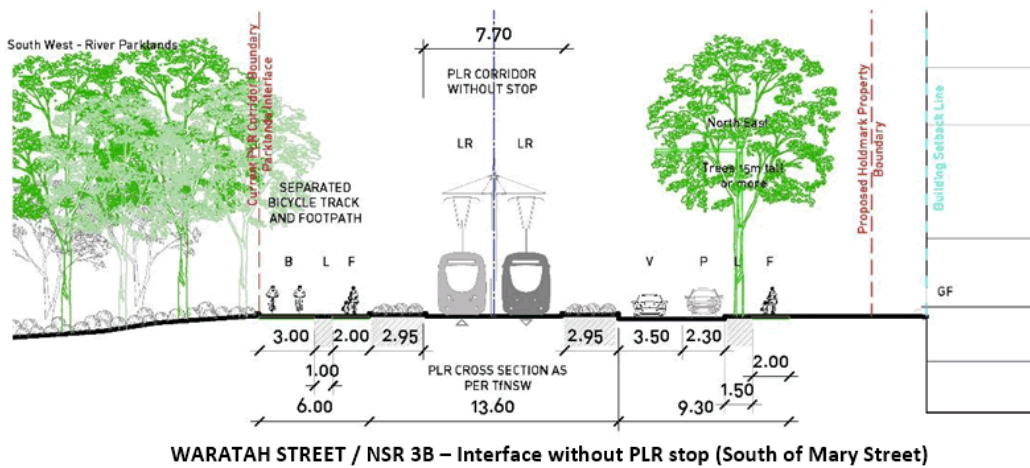 7.70
South West - River Parklands
PLR CORRIDOR
WITHOUT STOP
Current PLR Corridor Boundary
Parklands Interface
LR LR
North East
Trees 15m tall
or more
Proposed Holdmark Property
Boundary
Building Setback Line
SEPARATED
BICYCLE TRACK
AND FOOTPATH
B L F V P L F
GF
3.00 2.00 2.95 2.95 3.50 2.30
1.00 PLR CROSS SECTION AS 2.00
PER TfNSW 1.50
6.00 13.60 9.30
WARATAH STREET / NSR 3B – Interface without PLR stop (South of Mary Street)